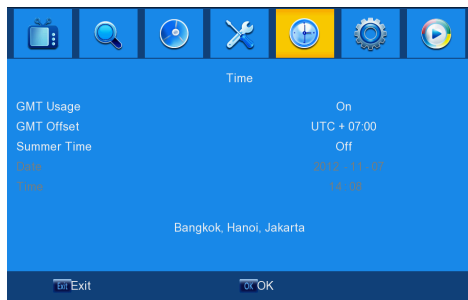 Time
GMT Usage On
GMT Offset UTC + 07:00
Summer Time Off
Date 2012 - 11 - 07
Time 14 : 00
Bangkok, Hanoi, Jakarta
Exit Exit OK OK